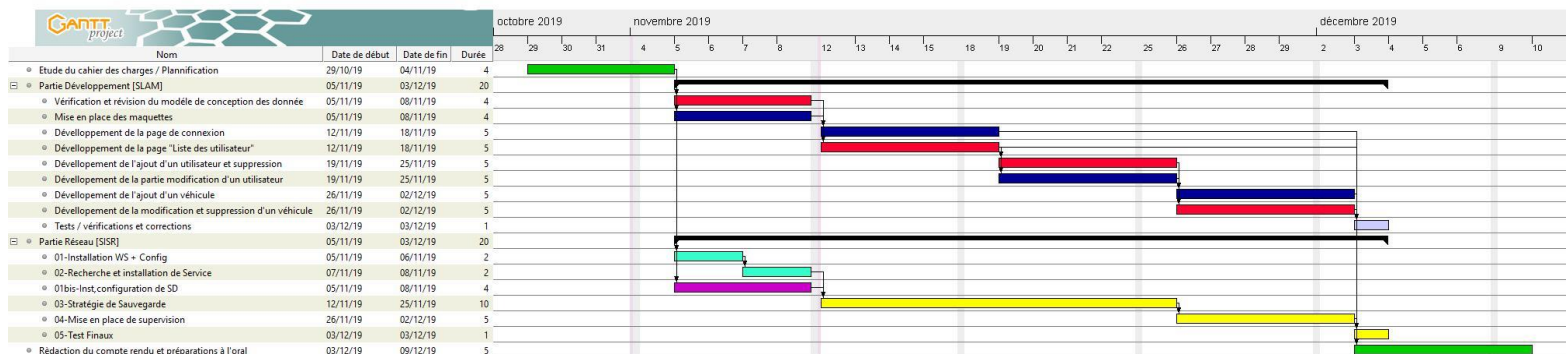 GANTT
project
octobre 2019 novembre 2019 décembre 2019
28 29 30 31 4 5 6 7 8 12 13 14 15 18 19 20 21 22 25 26 27 28 29 2 3 4 5 6 9 10
Nom Date de début Date de fin Durée
Etude du cahier des charges / Plannification 29/10/19 04/11/19 4
Partie Développement [SLAM] 05/11/19 03/12/19 20
Vérification et révision du modéle de conception des donnée 05/11/19 08/11/19 4
Mise en place des maquettes 05/11/19 08/11/19 4
Dévelloppement de la page de connexion 12/11/19 18/11/19 5
Dévelloppement de la page "Liste des utilisateur" 12/11/19 18/11/19 5
Dévellopement de l'ajout d'un utilisateur et suppression 19/11/19 25/11/19 5
Dévellopement de la partie modification d'un utilisateur 19/11/19 25/11/19 5
Dévellopement de l'ajout d'un véhicule 26/11/19 02/12/19 5
Dévellopement de la modification et suppression d'un véhicule 26/11/19 02/12/19 5
Tests / vérifications et corrections 03/12/19 03/12/19 1
Partie Réseau [SISR] 05/11/19 03/12/19 20
01-Installation WS + Config 05/11/19 06/11/19 2
02-Recherche et installation de Service 07/11/19 08/11/19 2
01bis-Inst,configuration de SD 05/11/19 08/11/19 4
03-Stratégie de Sauvegarde 12/11/19 25/11/19 10
04-Mise en place de supervision 26/11/19 02/12/19 5
05-Test Finaux 03/12/19 03/12/19 1
Rédaction du compte rendu et préparations à l'oral 03/12/19 09/12/19 5